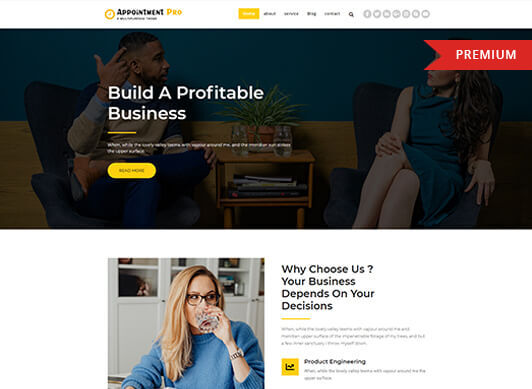 Appointment Pro
A MULTIPURPOSE THEME
Home about service Blog contact
PREMIUM
Build A Profitable
Business
When, while the lovely valley teems with vapour around me, and the meridian sun strikes
the upper surface
READ MORE
Why Choose Us ?
Your Business
Depends On Your
Decisions
When, while the lovely valley teems with vapour around me and
meridian upper surface of the impenetrable foliage of my trees, and but
a few. Inner sanctuary I throw myself down.
Product Engineering
When, while the lovely valley teems with vapour around me the
upper surface.